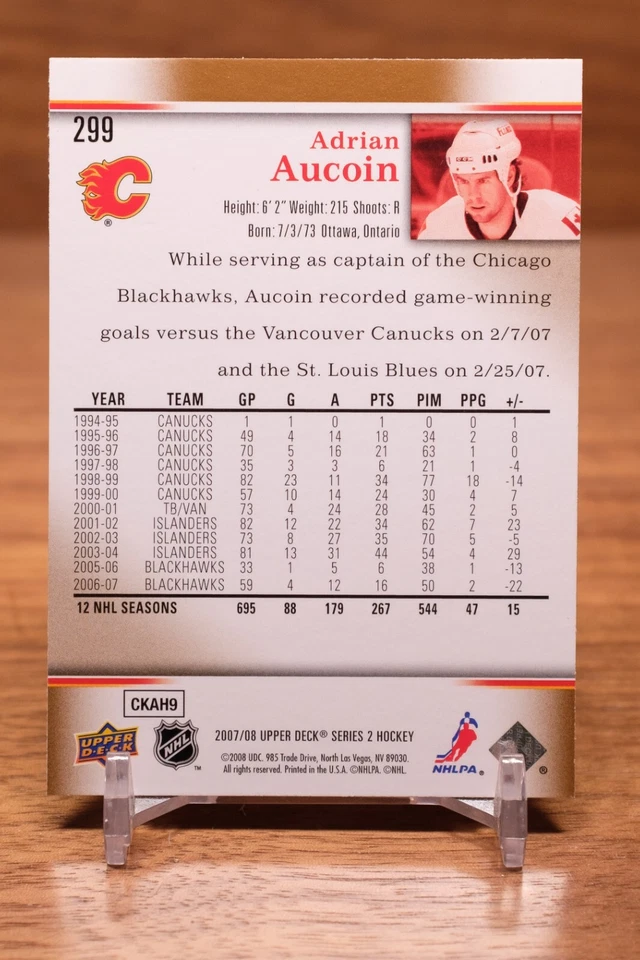 299
Adrian
Aucoin
Height: 6' 2" Weight: 215 Shoots: R
Born: 7/3/73 Ottawa, Ontario
While serving as captain of the Chicago
Blackhawks, Aucoin recorded game-winning
goals versus the Vancouver Canucks on 2/7/07
and the St. Louis Blues on 2/25/07.
YEAR TEAM GP G A PTS PIM PPG +/-
1994-95 CANUCKS 1 1 0 1 0 0 1
1995-96 CANUCKS 49 4 14 18 34 2 8
1996-97 CANUCKS 70 5 16 21 63 1 0
1997-98 CANUCKS 35 3 3 6 21 1 -4
1998-99 CANUCKS 82 23 11 34 77 18 -14
1999-00 CANUCKS 57 10 14 24 30 4 7
2000-01 TB/VAN 73 4 24 28 45 2 5
2001-02 ISLANDERS 82 12 22 34 62 7 23
2002-03 ISLANDERS 73 8 27 35 70 5 -5
2003-04 ISLANDERS 81 13 31 44 54 4 29
2005-06 BLACKHAWKS 33 1 5 6 38 1 -13
2006-07 BLACKHAWKS 59 4 12 16 50 2 -22
12 NHL SEASONS 695 88 179 267 544 47 15
CKAH9
UPPER DECK
NHL
™
2007/08 UPPER DECK® SERIES 2 HOCKEY
©2008 UDC. 985 Trade Drive, North Las Vegas, NV 89030.
All rights reserved. Printed in the U.S.A. ©NHLPA. ©NHL.
NHLPA®
®